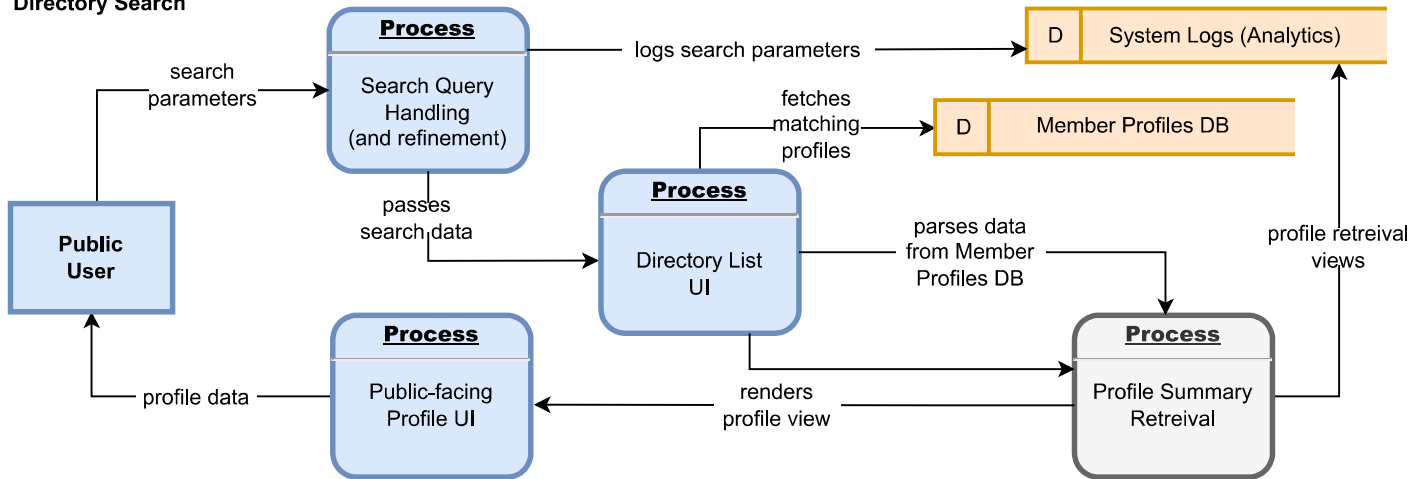 Directory Search
Process
Search Query
Handling
(and refinement)
logs search parameters
D
System Logs (Analytics)
search
parameters
fetches
matching
profiles
D
Member Profiles DB
Process
Directory List
UI
passes
search data
Public
User
parses data
from Member
Profiles DB
profile retreival
views
Process
Public-facing
Profile UI
profile data
renders
profile view
Process
Profile Summary
Retreival